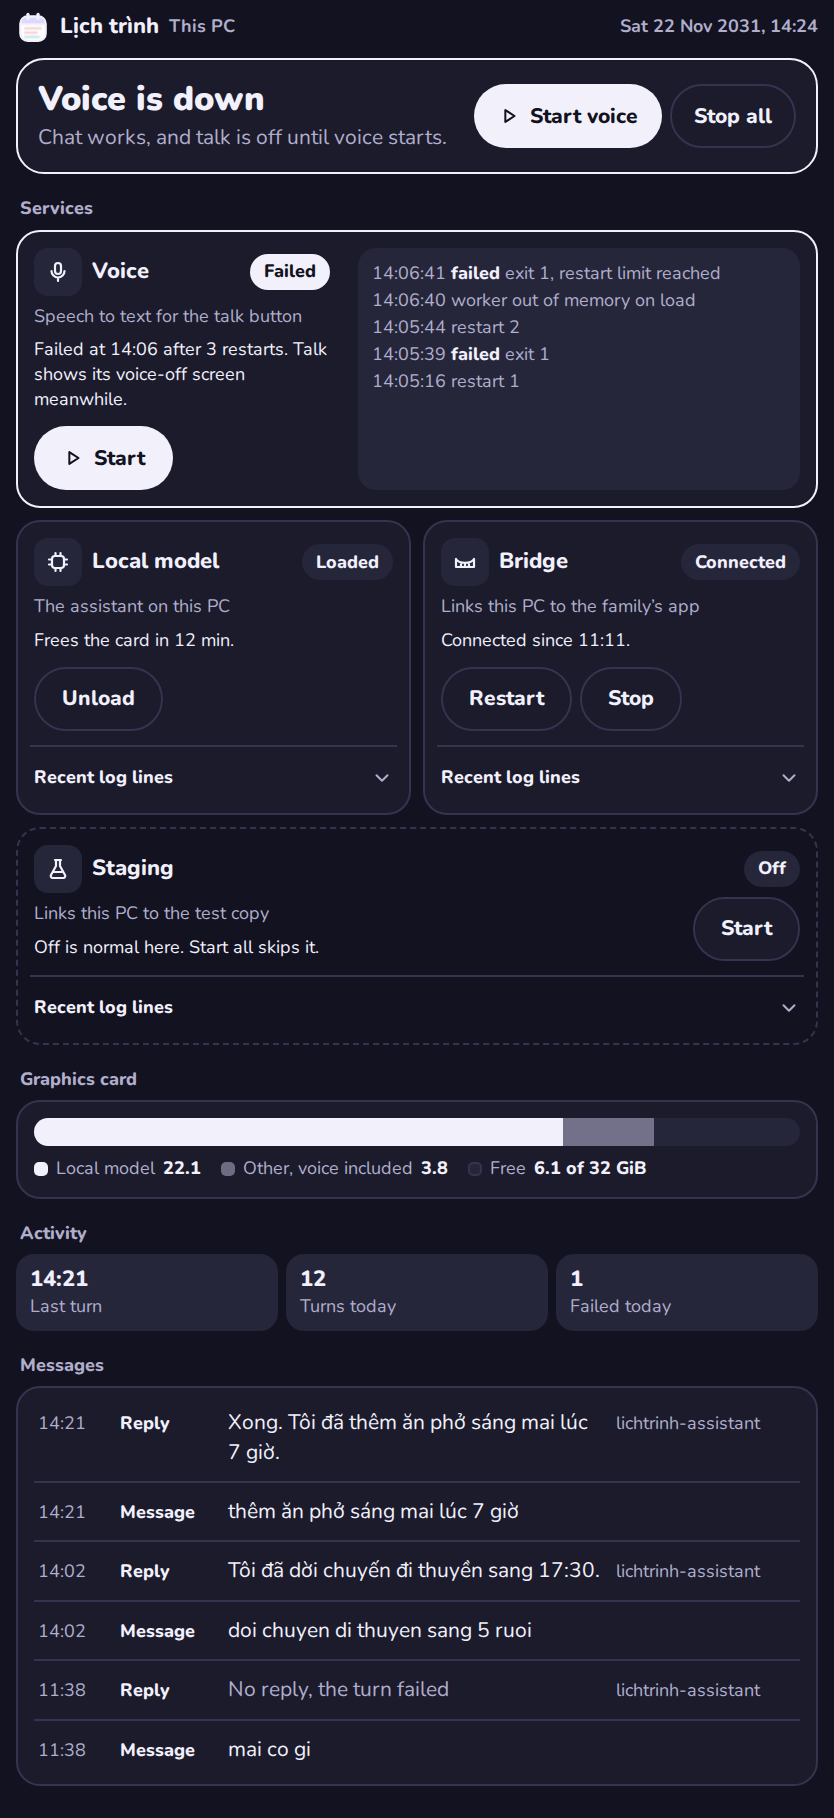 Lịch trình This PC
Sat 22 Nov 2031, 14:24
Voice is down
Chat works, and talk is off until voice starts.
Start voice
Stop all
Services
Voice
Failed
Speech to text for the talk button
Failed at 14:06 after 3 restarts. Talk
shows its voice-off screen
meanwhile.
Start
14:06:41 failed exit 1, restart limit reached
14:06:40 worker out of memory on load
14:05:44 restart 2
14:05:39 failed exit 1
14:05:16 restart 1
Local model
Loaded
The assistant on this PC
Frees the card in 12 min.
Unload
Recent log lines
Bridge
Connected
Links this PC to the family’s app
Connected since 11:11.
Restart
Stop
Recent log lines
Staging
Off
Links this PC to the test copy
Off is normal here. Start all skips it.
Start
Recent log lines
Graphics card
Local model 22.1
Other, voice included 3.8
Free 6.1 of 32 GiB
Activity
14:21
Last turn
12
Turns today
1
Failed today
Messages
14:21 Reply Xong. Tôi đã thêm ăn phở sáng mai lúc lichtrinh-assistant
7 giờ.
14:21 Message thêm ăn phở sáng mai lúc 7 giờ
14:02 Reply Tôi đã dời chuyến đi thuyền sang 17:30. lichtrinh-assistant
14:02 Message doi chuyen di thuyen sang 5 ruoi
11:38 Reply No reply, the turn failed lichtrinh-assistant
11:38 Message mai co gi